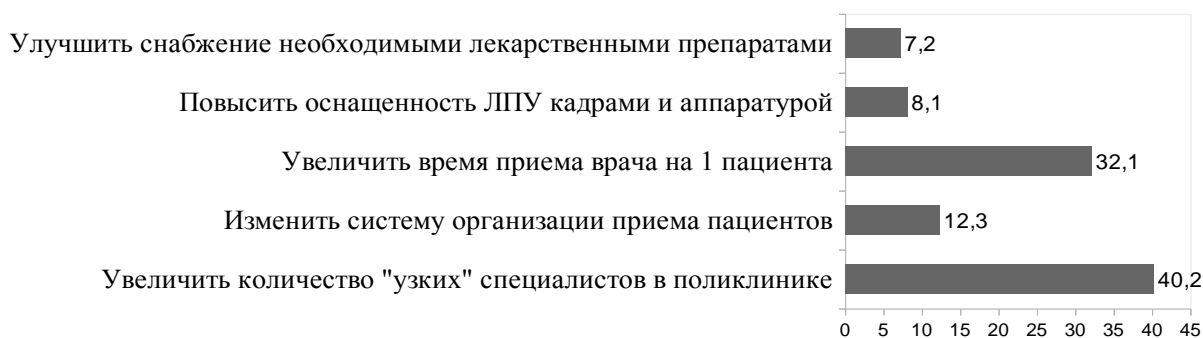 Улучшить снабжение необходимыми лекарственными препаратами 7,2
Повысить оснащенность ЛПУ кадрами и аппаратурой 8,1
Увеличить время приема врача на 1 пациента 32,1
Изменить систему организации приема пациентов 12,3
Увеличить количество "узких" специалистов в поликлинике 40,2
0 5 10 15 20 25 30 35 40 45